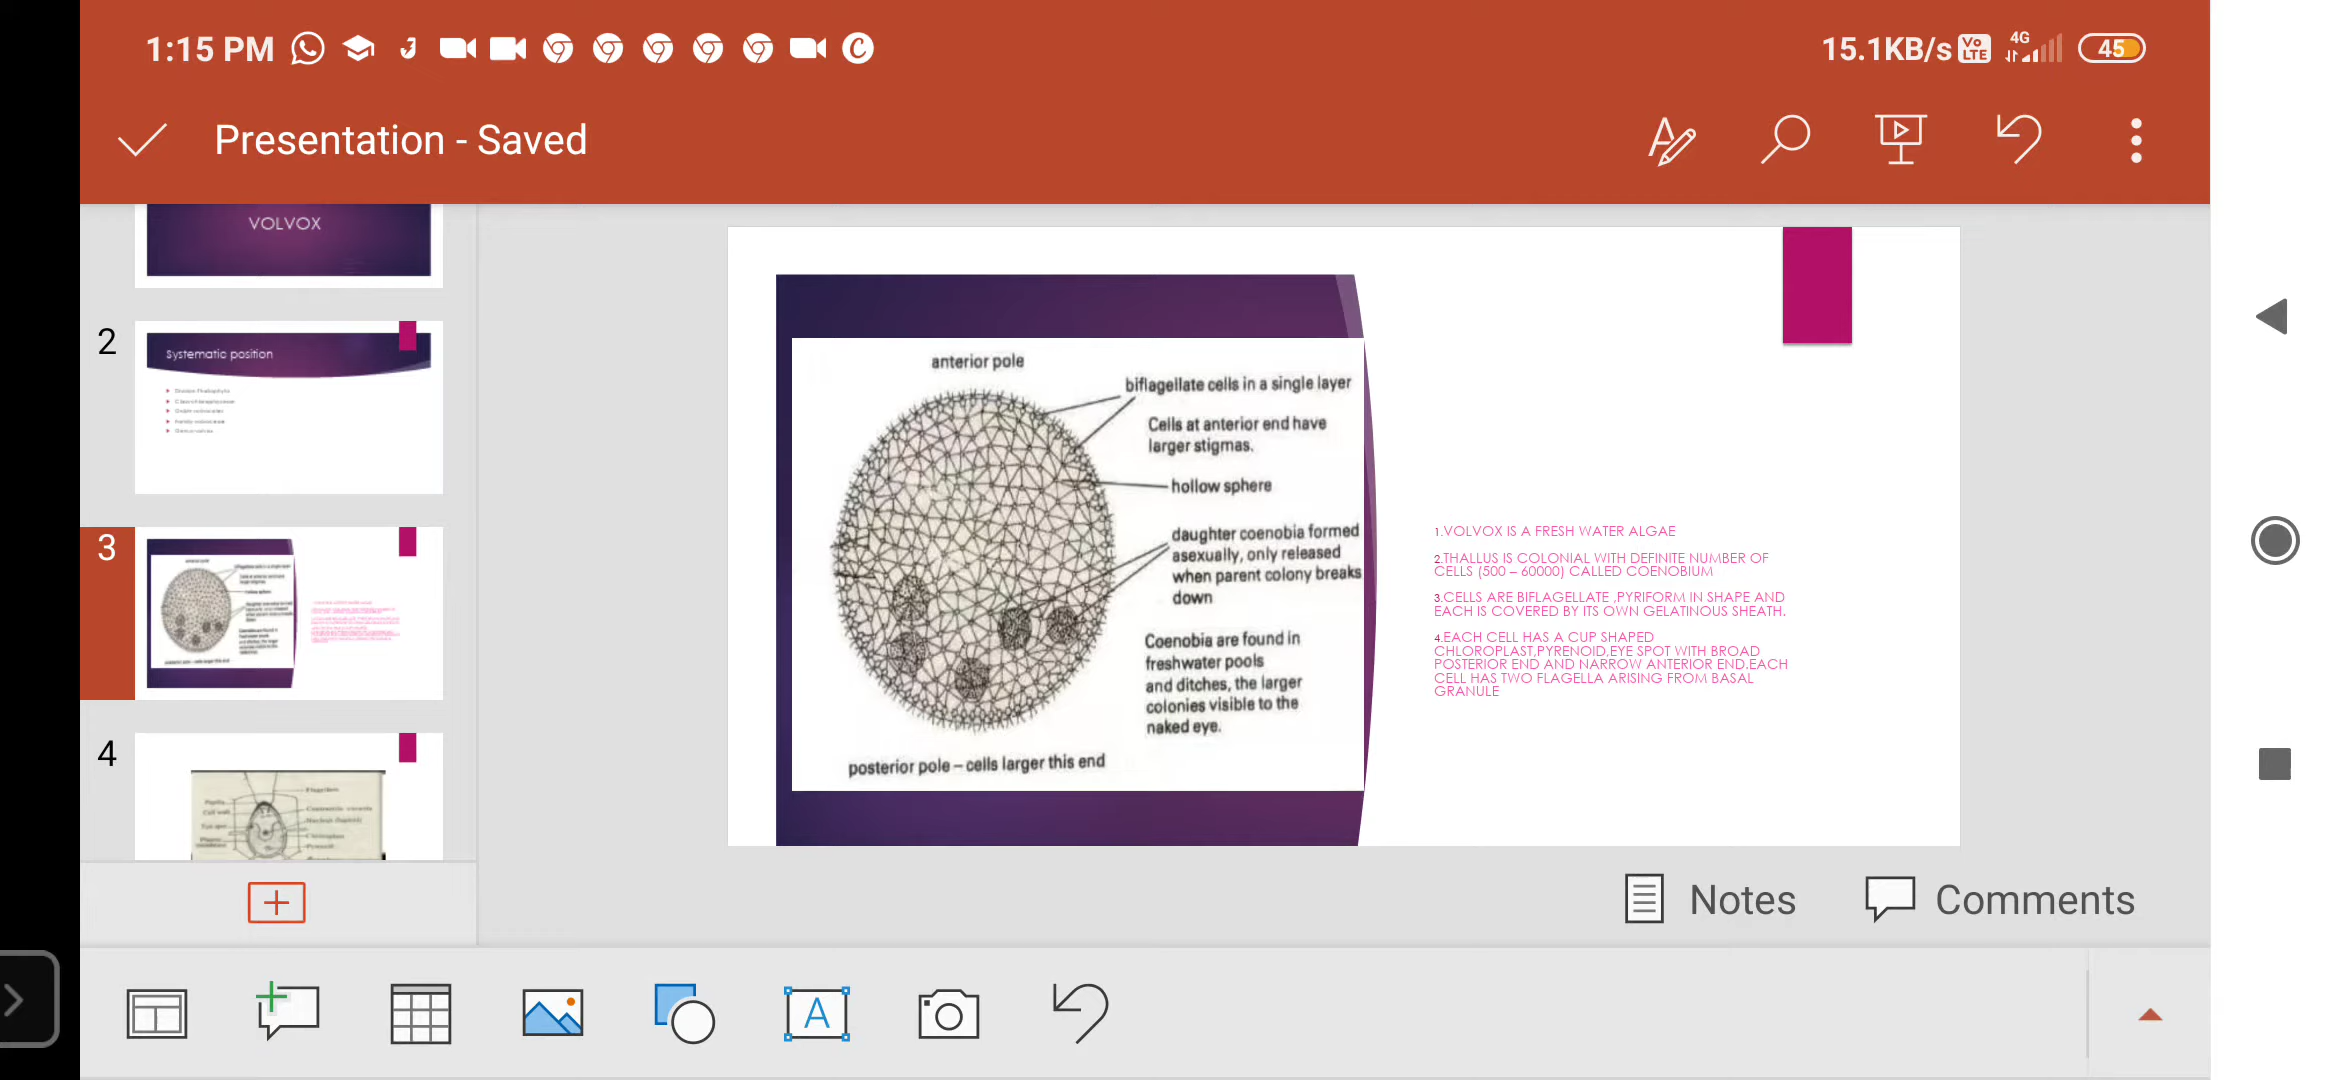 1:15 PM
15.1KB/s
Vo LTE
4G
45
Presentation - Saved
VOLVOX
2
Systematic position
3
4
anterior pole
biflagellate cells in a single layer
Cells at anterior end have
larger stigmas.
hollow sphere
daughter coenobia formed
asexually, only released
when parent colony breaks
down
Coenobia are found in
freshwater pools
and ditches, the larger
colonies visible to the
naked eye.
posterior pole – cells larger this end
1.VOLVOX IS A FRESH WATER ALGAE
2.THALLUS IS COLONIAL WITH DEFINITE NUMBER OF
CELLS (500 – 60000) CALLED COENOBIUM
3.CELLS ARE BIFLAGELLATE ,PYRIFORM IN SHAPE AND
EACH IS COVERED BY ITS OWN GELATINOUS SHEATH.
4.EACH CELL HAS A CUP SHAPED
CHLOROPLAST,PYRENOID,EYE SPOT WITH BROAD
POSTERIOR END AND NARROW ANTERIOR END.EACH
CELL HAS TWO FLAGELLA ARISING FROM BASAL
GRANULE
Notes
Comments